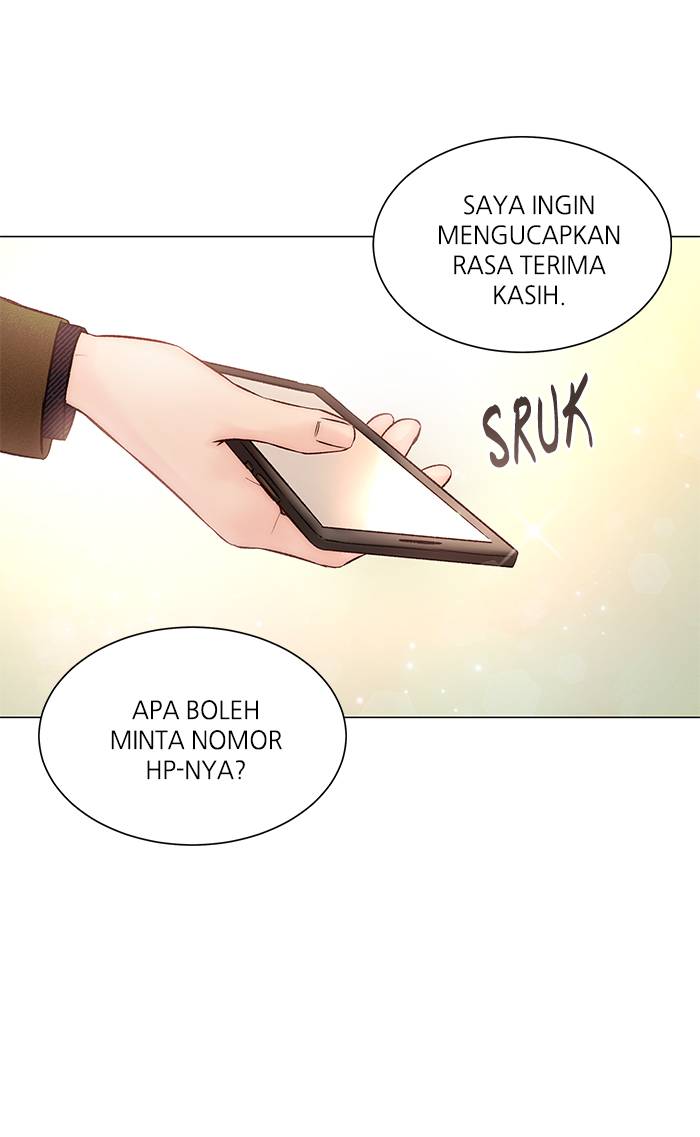 SAYA INGIN
MENGUCAPKAN
RASA TERIMA
KASIH.
SRUK
APA BOLEH
MINTA NOMOR
HP-NYA?